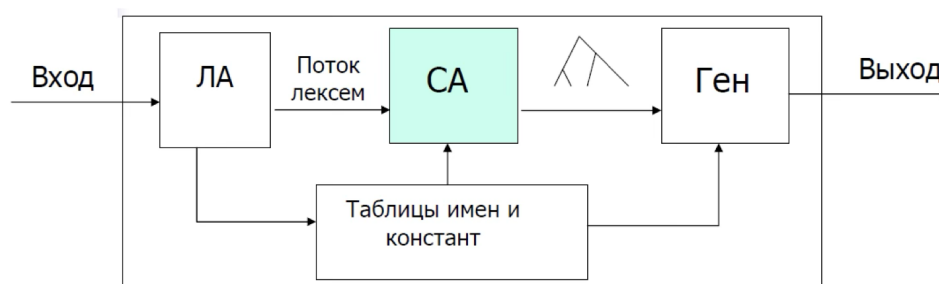 Вход
ЛА
Поток
лексем
СА
Ген
Выход
Таблицы имен и
констант